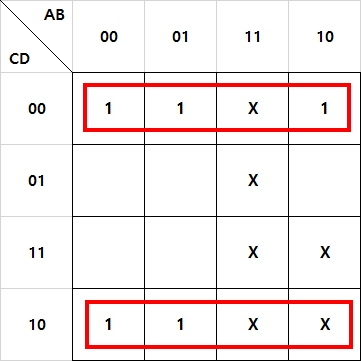 AB
CD
00 01 11 10
00 1 1 X 1
01 X
11 X X
10 1 1 X X